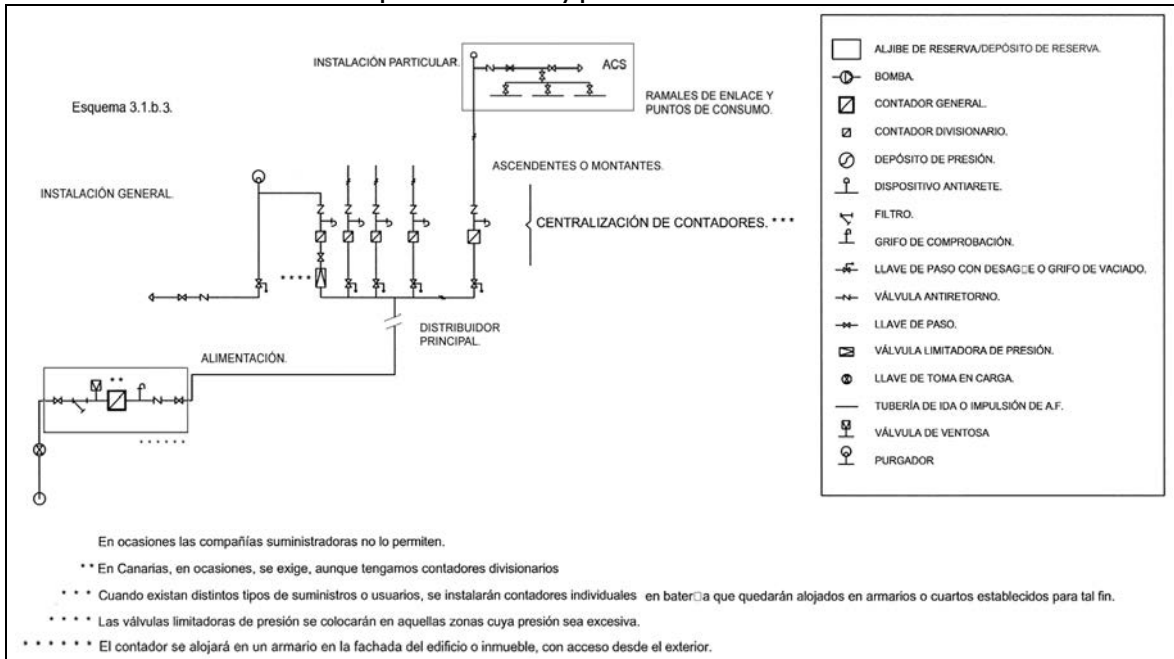 INSTALACIÓN PARTICULAR.
ACS
Esquema 3.1.b.3.
RAMALES DE ENLACE Y
PUNTOS DE CONSUMO.
ASCENDENTES O MONTANTES.
INSTALACIÓN GENERAL.
CENTRALIZACIÓN DE CONTADORES. * * *
* * * *
DISTRIBUIDOR
PRINCIPAL.
ALIMENTACIÓN.
* *
* * * * * *
ALJIBE DE RESERVA/DEPÓSITO DE RESERVA.
BOMBA.
CONTADOR GENERAL.
CONTADOR DIVISIONARIO.
DEPÓSITO DE PRESIÓN.
DISPOSITIVO ANTIARETE.
FILTRO.
GRIFO DE COMPROBACIÓN.
LLAVE DE PASO CON DESAG□E O GRIFO DE VACIADO.
VÁLVULA ANTIRETORNO.
LLAVE DE PASO.
VÁLVULA LIMITADORA DE PRESIÓN.
LLAVE DE TOMA EN CARGA.
TUBERÍA DE IDA O IMPULSIÓN DE A.F.
VÁLVULA DE VENTOSA
PURGADOR
En ocasiones las compañías suministradoras no lo permiten.
* * En Canarias, en ocasiones, se exige, aunque tengamos contadores divisionarios
* * * Cuando existan distintos tipos de suministros o usuarios, se instalarán contadores individuales en bater□a que quedarán alojados en armarios o cuartos establecidos para tal fin.
* * * * Las válvulas limitadoras de presión se colocarán en aquellas zonas cuya presión sea excesiva.
* * * * * * El contador se alojará en un armario en la fachada del edificio o inmueble, con acceso desde el exterior.